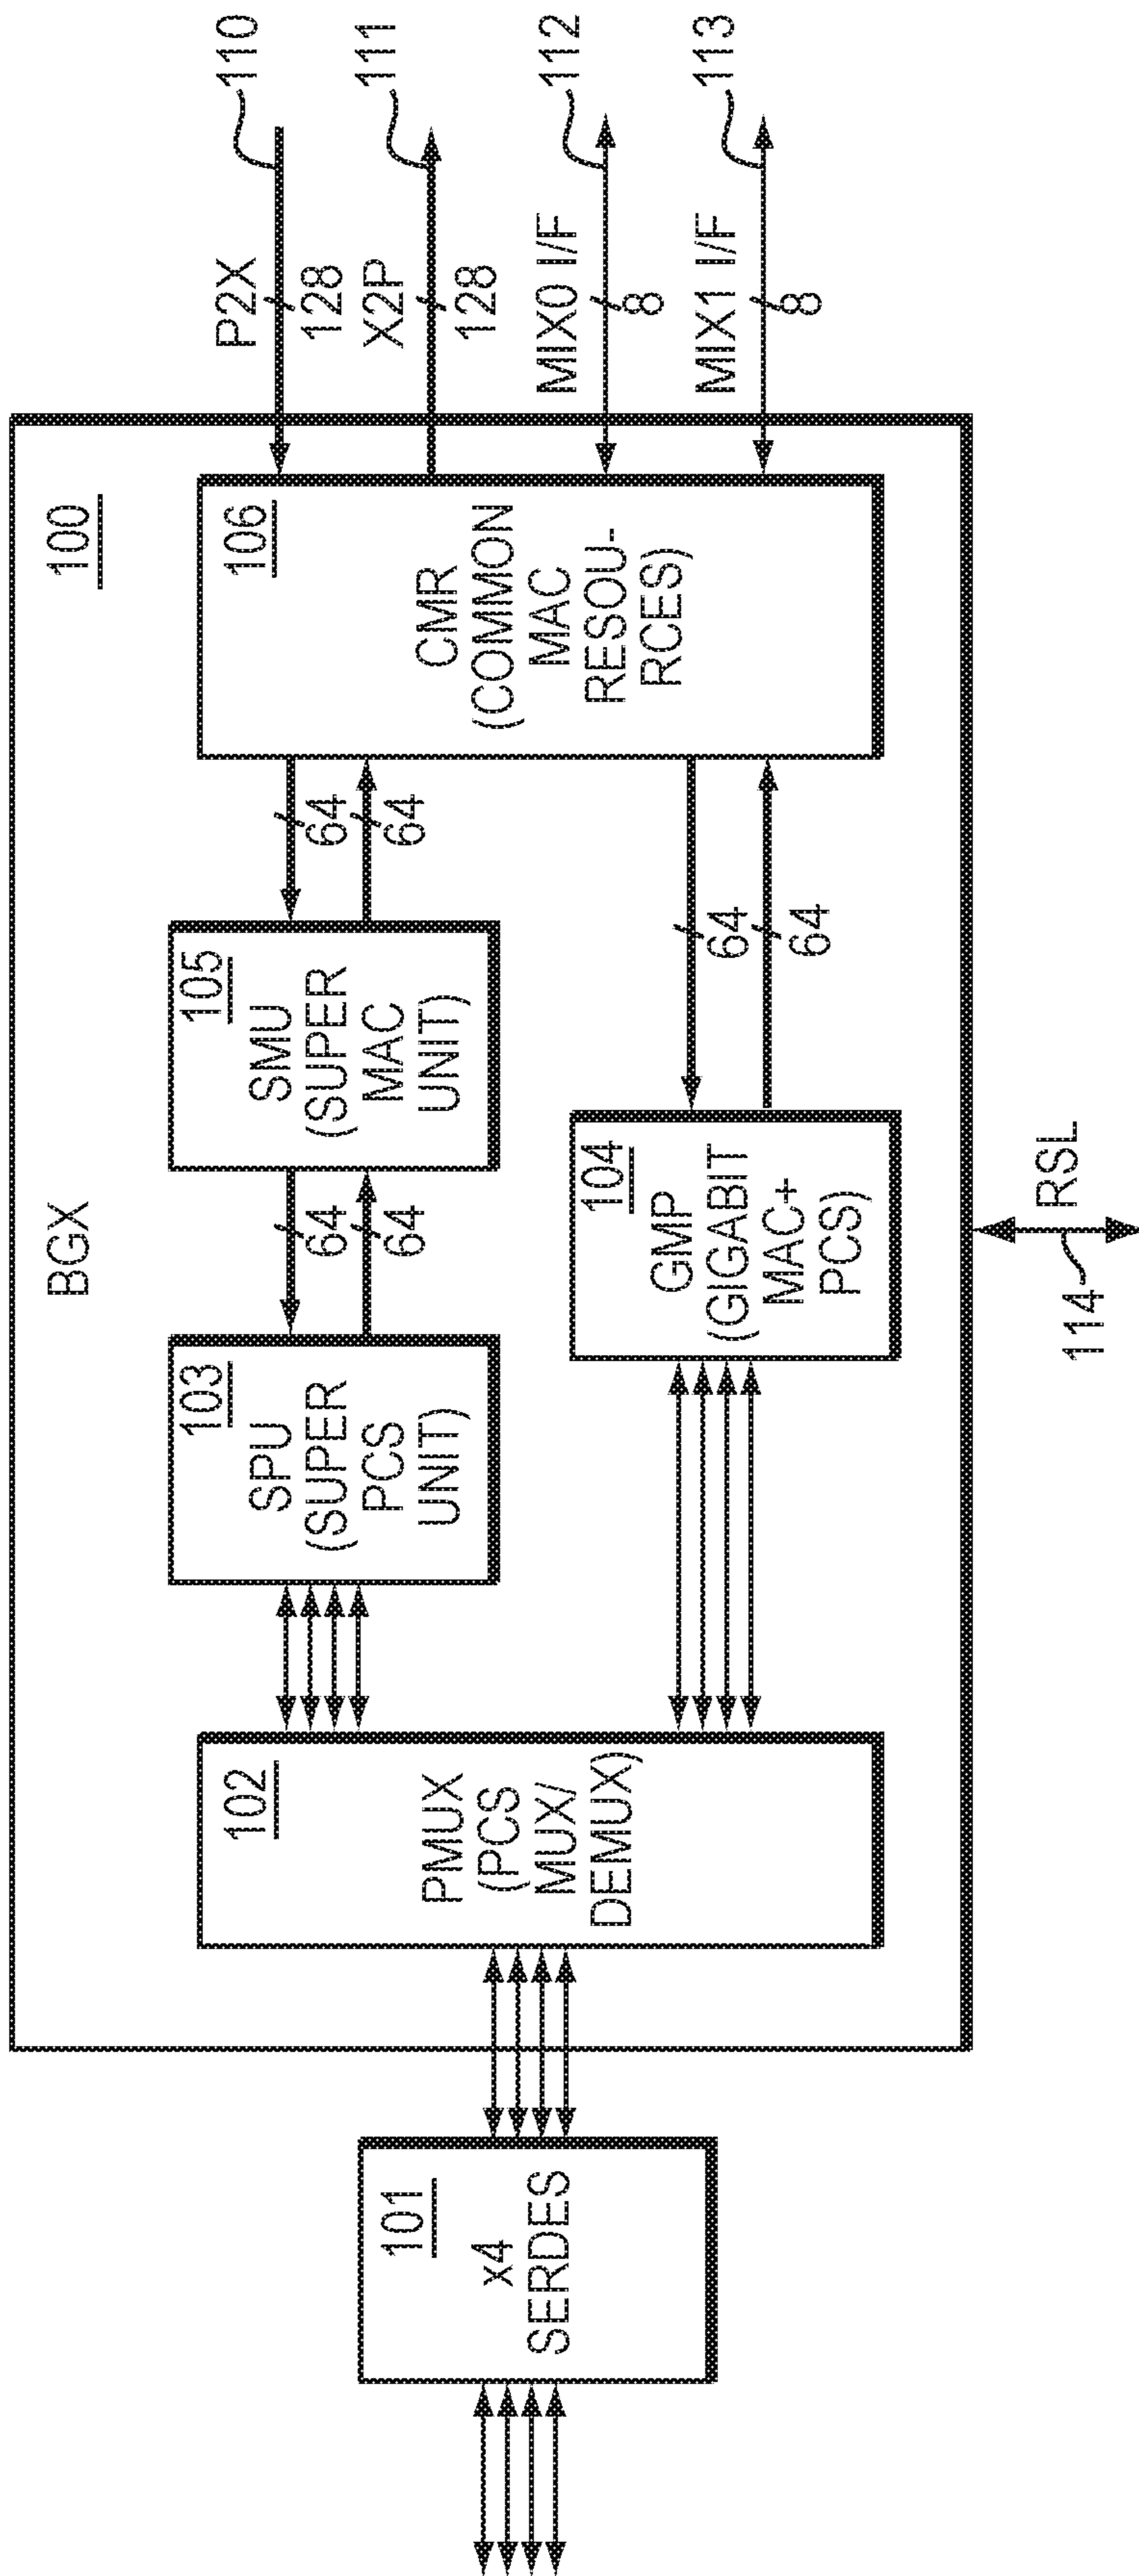 BGX
100
101
x4
SERDES
102
PMUX
(PCS
MUX/
DEMUX)
103
SPU
(SUPER
PCS
UNIT)
64
64
105
SMU
(SUPER
MAC
UNIT)
64
64
104
GMP
(GIGABIT
MAC+
PCS)
64
64
106
CMR
(COMMON
MAC
RESOU-
RCES)
P2X
128
110
X2P
128
111
MIX0 I/F
8
112
MIX1 I/F
8
113
RSL
114